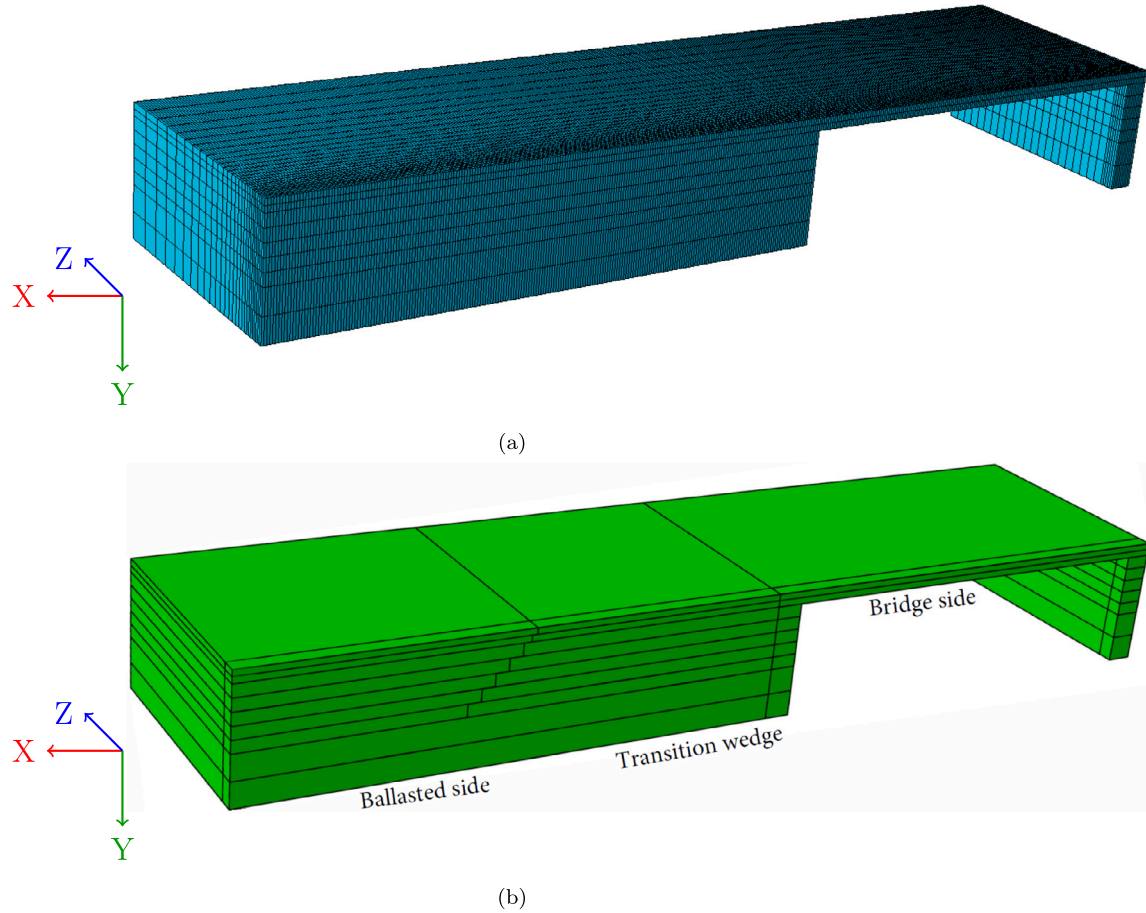 Z
X
Y
(a)
Bridge side
Z
X
Transition wedge
Ballasted side
Y
(b)